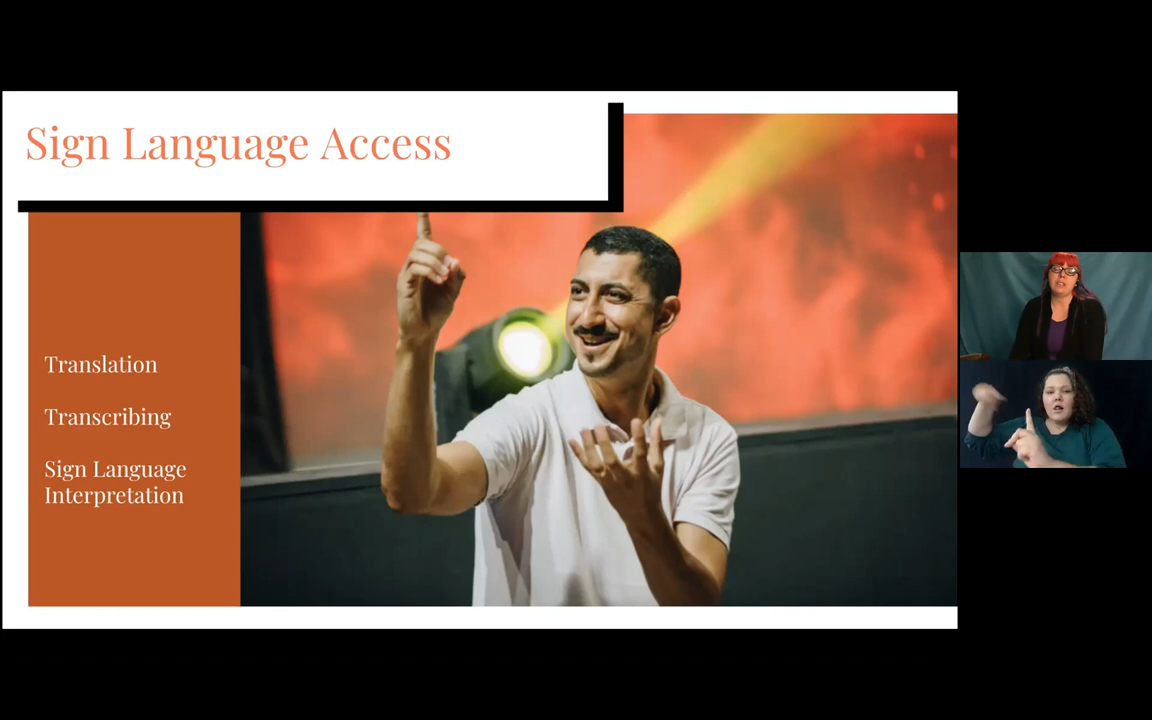 Sign Language Access
Translation
Transcribing
Sign Language
Interpretation